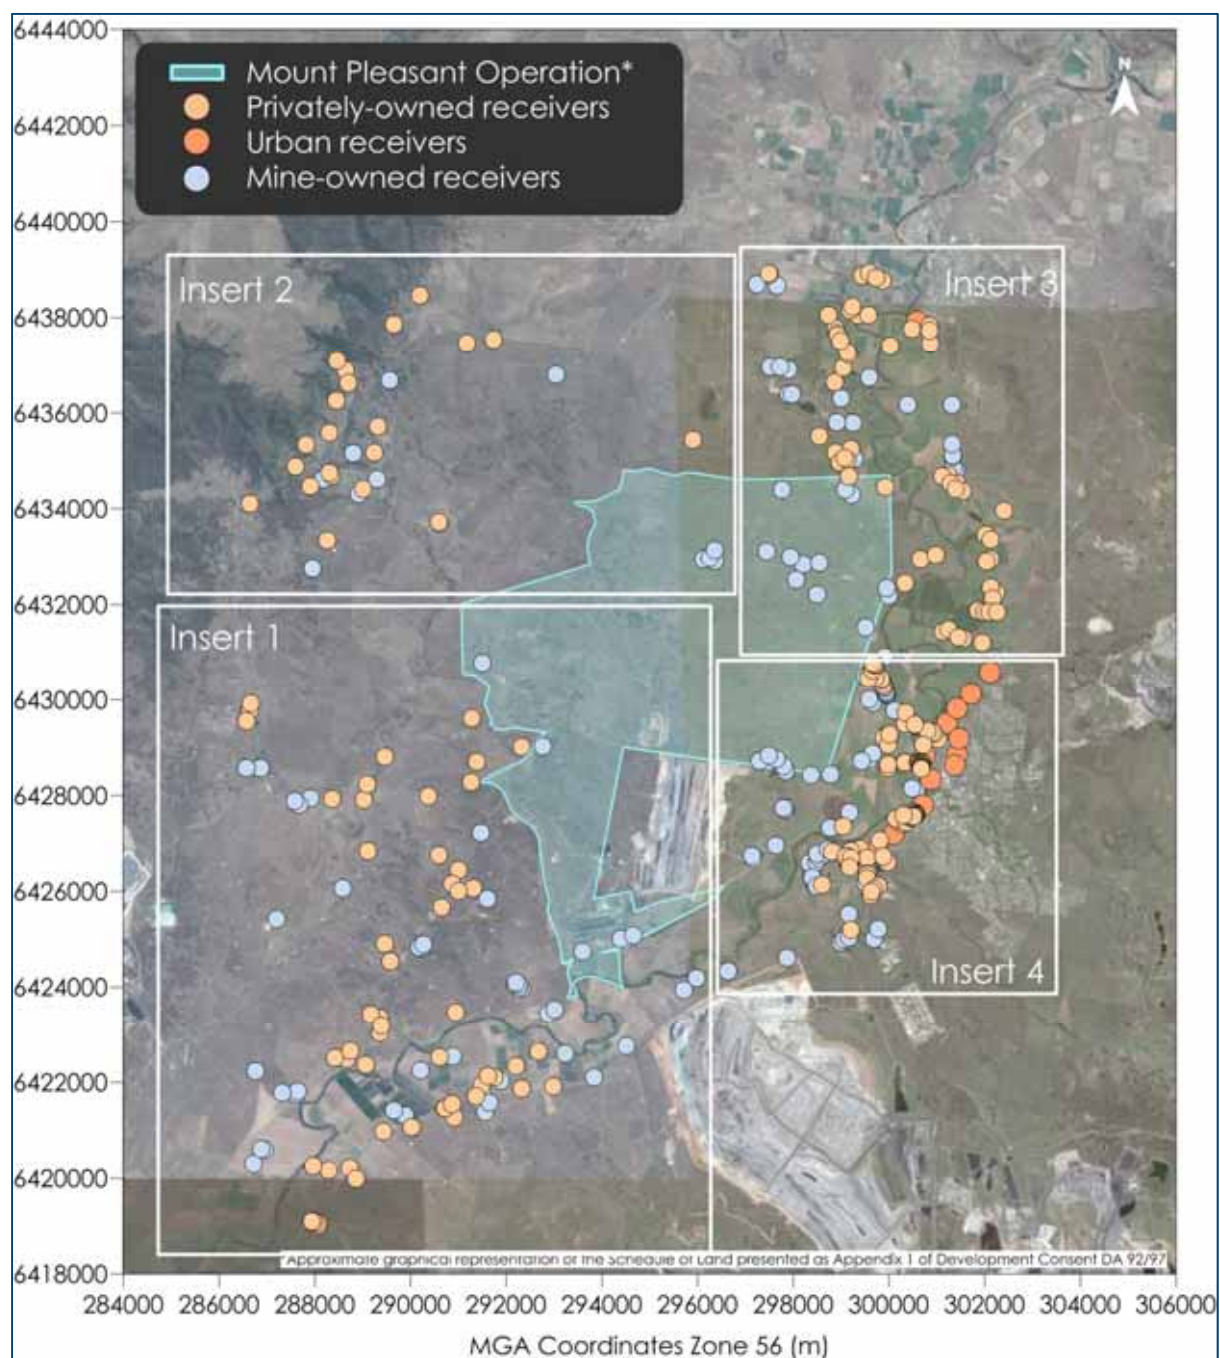 6444000
Mount Pleasant Operation*
Privately-owned receivers
Urban receivers
Mine-owned receivers
N
6442000
6440000
6438000
6436000
6434000
6432000
6430000
6428000
6426000
6424000
6422000
6420000
6418000
Insert 2
Insert 3
Insert 1
Insert 4
*Approximate graphical representation of the Schedule of Land presented as Appendix 1 of Development Consent DA 92/97
284000 286000 288000 290000 292000 294000 296000 298000 300000 302000 304000 306000
MGA Coordinates Zone 56 (m)